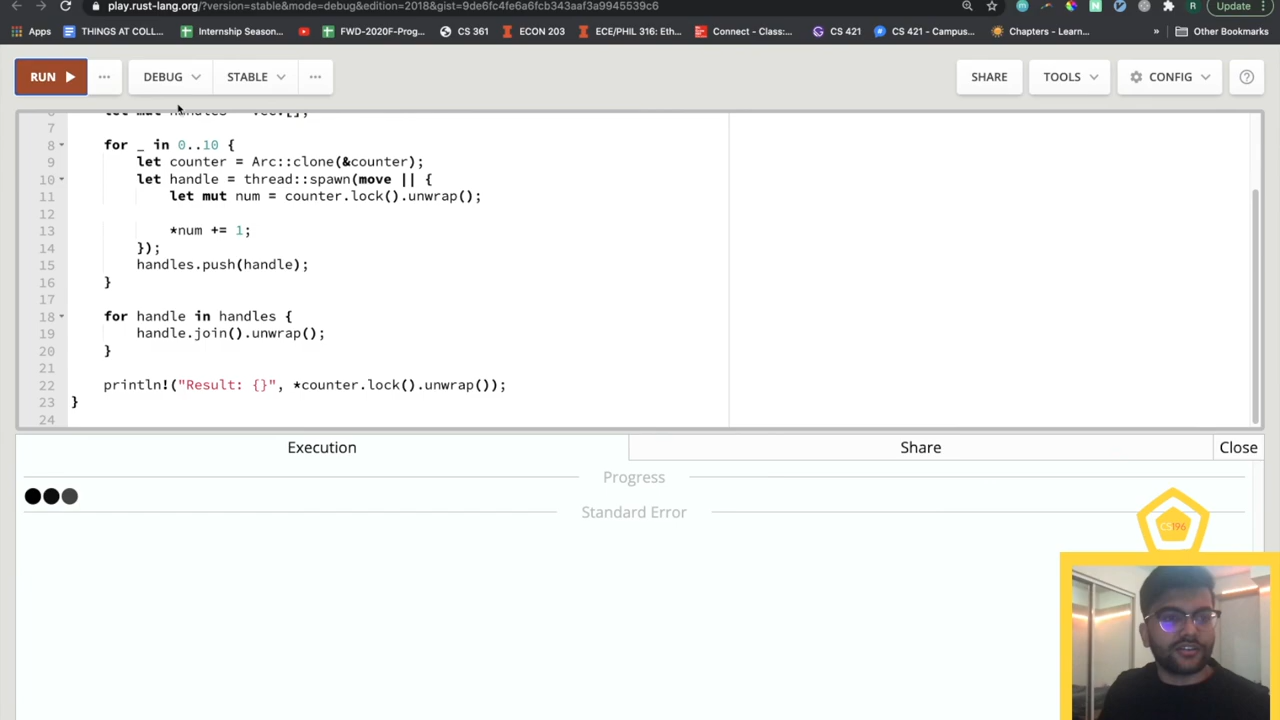 play.rust-lang.org/?version=stable&mode=debug&edition=2018&gist=9de6fc4fe6a6fcb343aaf3a9945539c6
Update
Apps THINGS AT COLL... Internship Season... FWD-2020F-Prog... CS 361 ECON 203 ECE/PHIL 316: Eth... Connect - Class:... CS 421 CS 421 - Campus... Chapters - Learn... » Other Bookmarks
RUN ... DEBUG STABLE ... SHARE TOOLS CONFIG ?
7
8 for _ in 0..10 {
9 let counter = Arc::clone(&counter);
10 let handle = thread::spawn(move || {
11 let mut num = counter.lock().unwrap();
12
13 *num += 1;
14 });
15 handles.push(handle);
16 }
17
18 for handle in handles {
19 handle.join().unwrap();
20 }
21
22 println!("Result: {}", *counter.lock().unwrap());
23 }
24
Execution Share Close
Progress
Standard Error
CS196